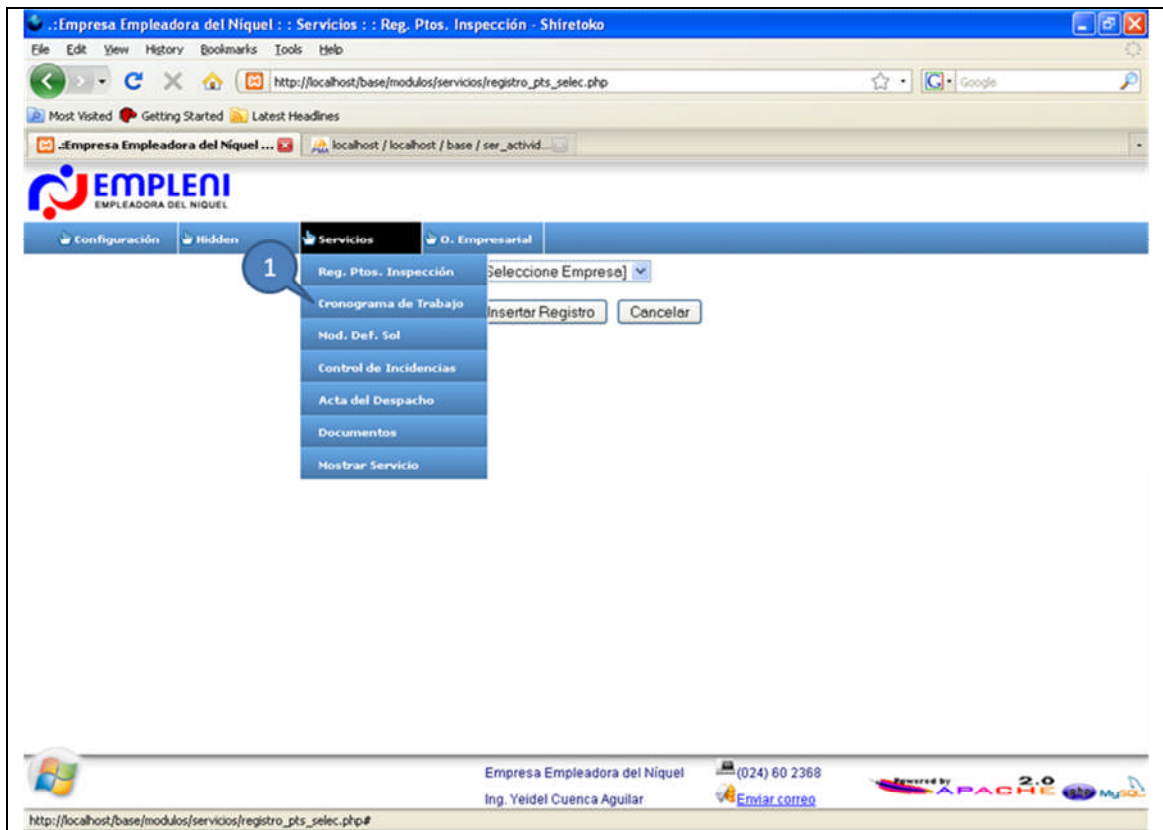 .:Empresa Empleadora del Níquel : : Servicios : : Reg. Ptos. Inspección - Shiretoko
File Edit View History Bookmarks Tools Help
http://localhost/base/modulos/servicios/registro_pts_selec.php
Google
Most Visited Getting Started Latest Headlines
.:Empresa Empleadora del Níquel ... localhost / localhost / base / ser_activid...
EMPLENI
EMPLEADORA DEL NIQUEL
Configuración Hidden Servicios O. Empresarial
1
Reg. Ptos. Inspección
Seleccione Empresa]
Cronograma de Trabajo
Insertar Registro Cancelar
Mod. Def. Sol
Control de Incidencias
Acta del Despacho
Documentos
Mostrar Servicio
Empresa Empleadora del Níquel (024) 60 2368
Ing. Yeidel Cuenca Aguilar Enviar correo
Powered by APACHE 2.0 php MySQL
http://localhost/base/modulos/servicios/registro_pts_selec.php#